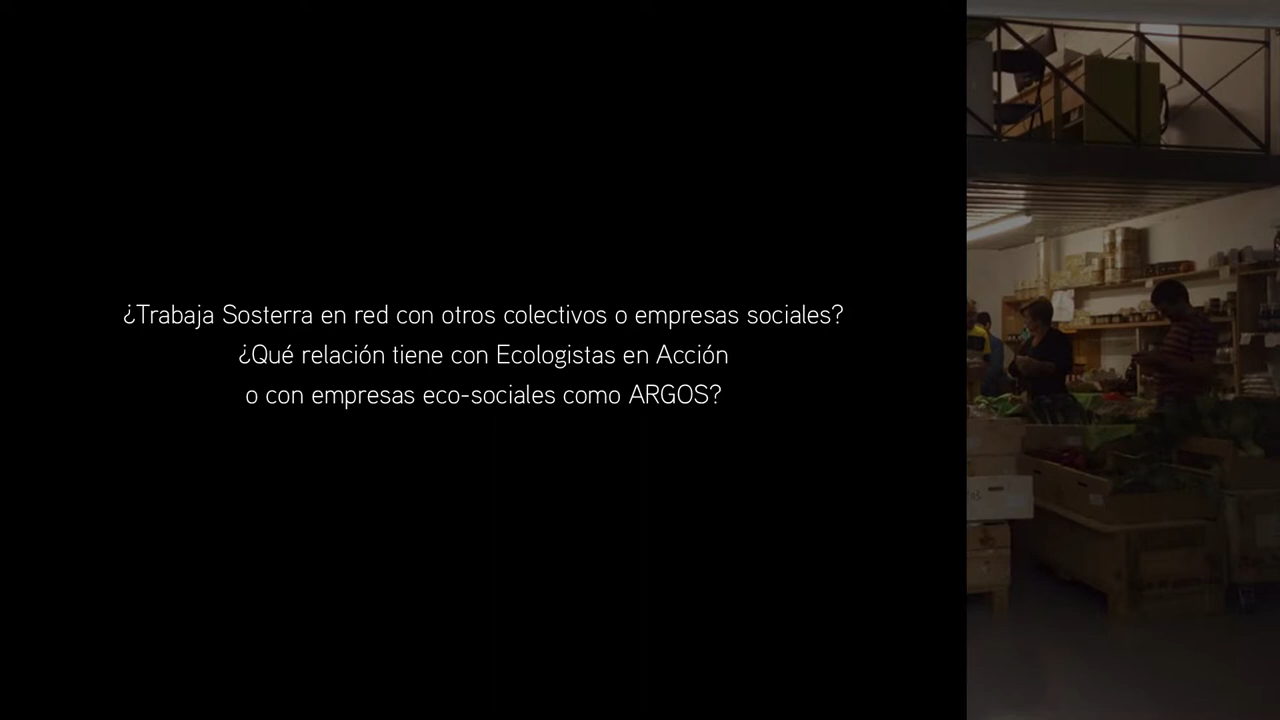 ¿Trabaja Sosterra en red con otros colectivos o empresas sociales?
¿Qué relación tiene con Ecologistas en Acción
o con empresas eco-sociales como ARGOS?